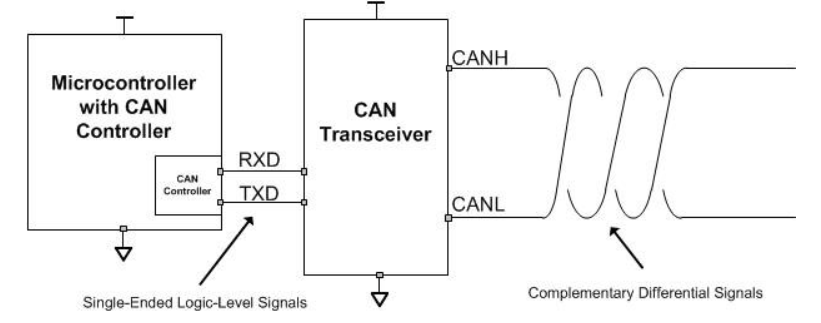 Microcontroller
with CAN
Controller
CAN
Controller
RXD
TXD
CAN
Transceiver
CANH
CANL
Single-Ended Logic-Level Signals
Complementary Differential Signals